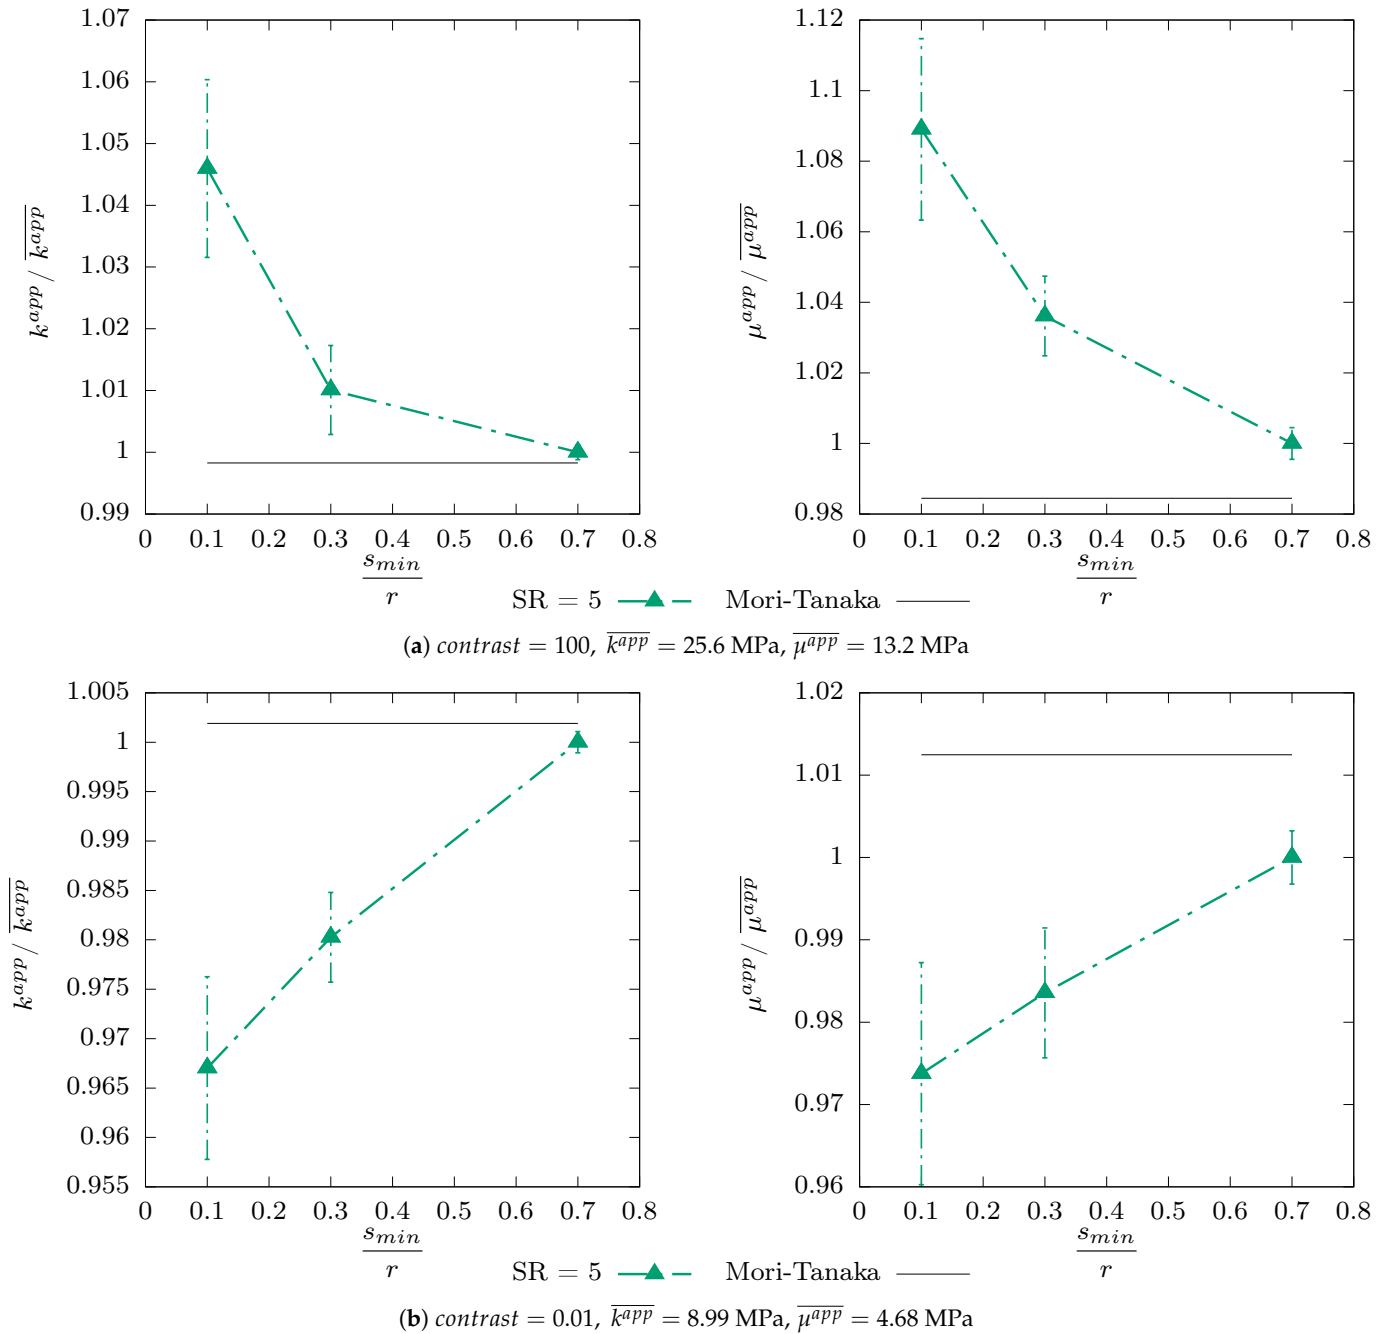 1.07
1.06
1.05
1.04
1.03
1.02
1.01
1
0.99
0 0.1 0.2 0.3 0.4 0.5 0.6 0.7 0.8
k^{app} / \overline{k^{app}}
s_{min}
r
1.12
1.1
1.08
1.06
1.04
1.02
1
0.98
0 0.1 0.2 0.3 0.4 0.5 0.6 0.7 0.8
μ^{app} / \overline{μ^{app}}
s_{min}
r
SR = 5 Mori-Tanaka
(a) contrast = 100, \overline{k^{app}} = 25.6 MPa, \overline{μ^{app}} = 13.2 MPa
1.005
1
0.995
0.99
0.985
0.98
0.975
0.97
0.965
0.96
0.955
0 0.1 0.2 0.3 0.4 0.5 0.6 0.7 0.8
k^{app} / \overline{k^{app}}
s_{min}
r
1.02
1.01
1
0.99
0.98
0.97
0.96
0 0.1 0.2 0.3 0.4 0.5 0.6 0.7 0.8
μ^{app} / \overline{μ^{app}}
s_{min}
r
SR = 5 Mori-Tanaka
(b) contrast = 0.01, \overline{k^{app}} = 8.99 MPa, \overline{μ^{app}} = 4.68 MPa